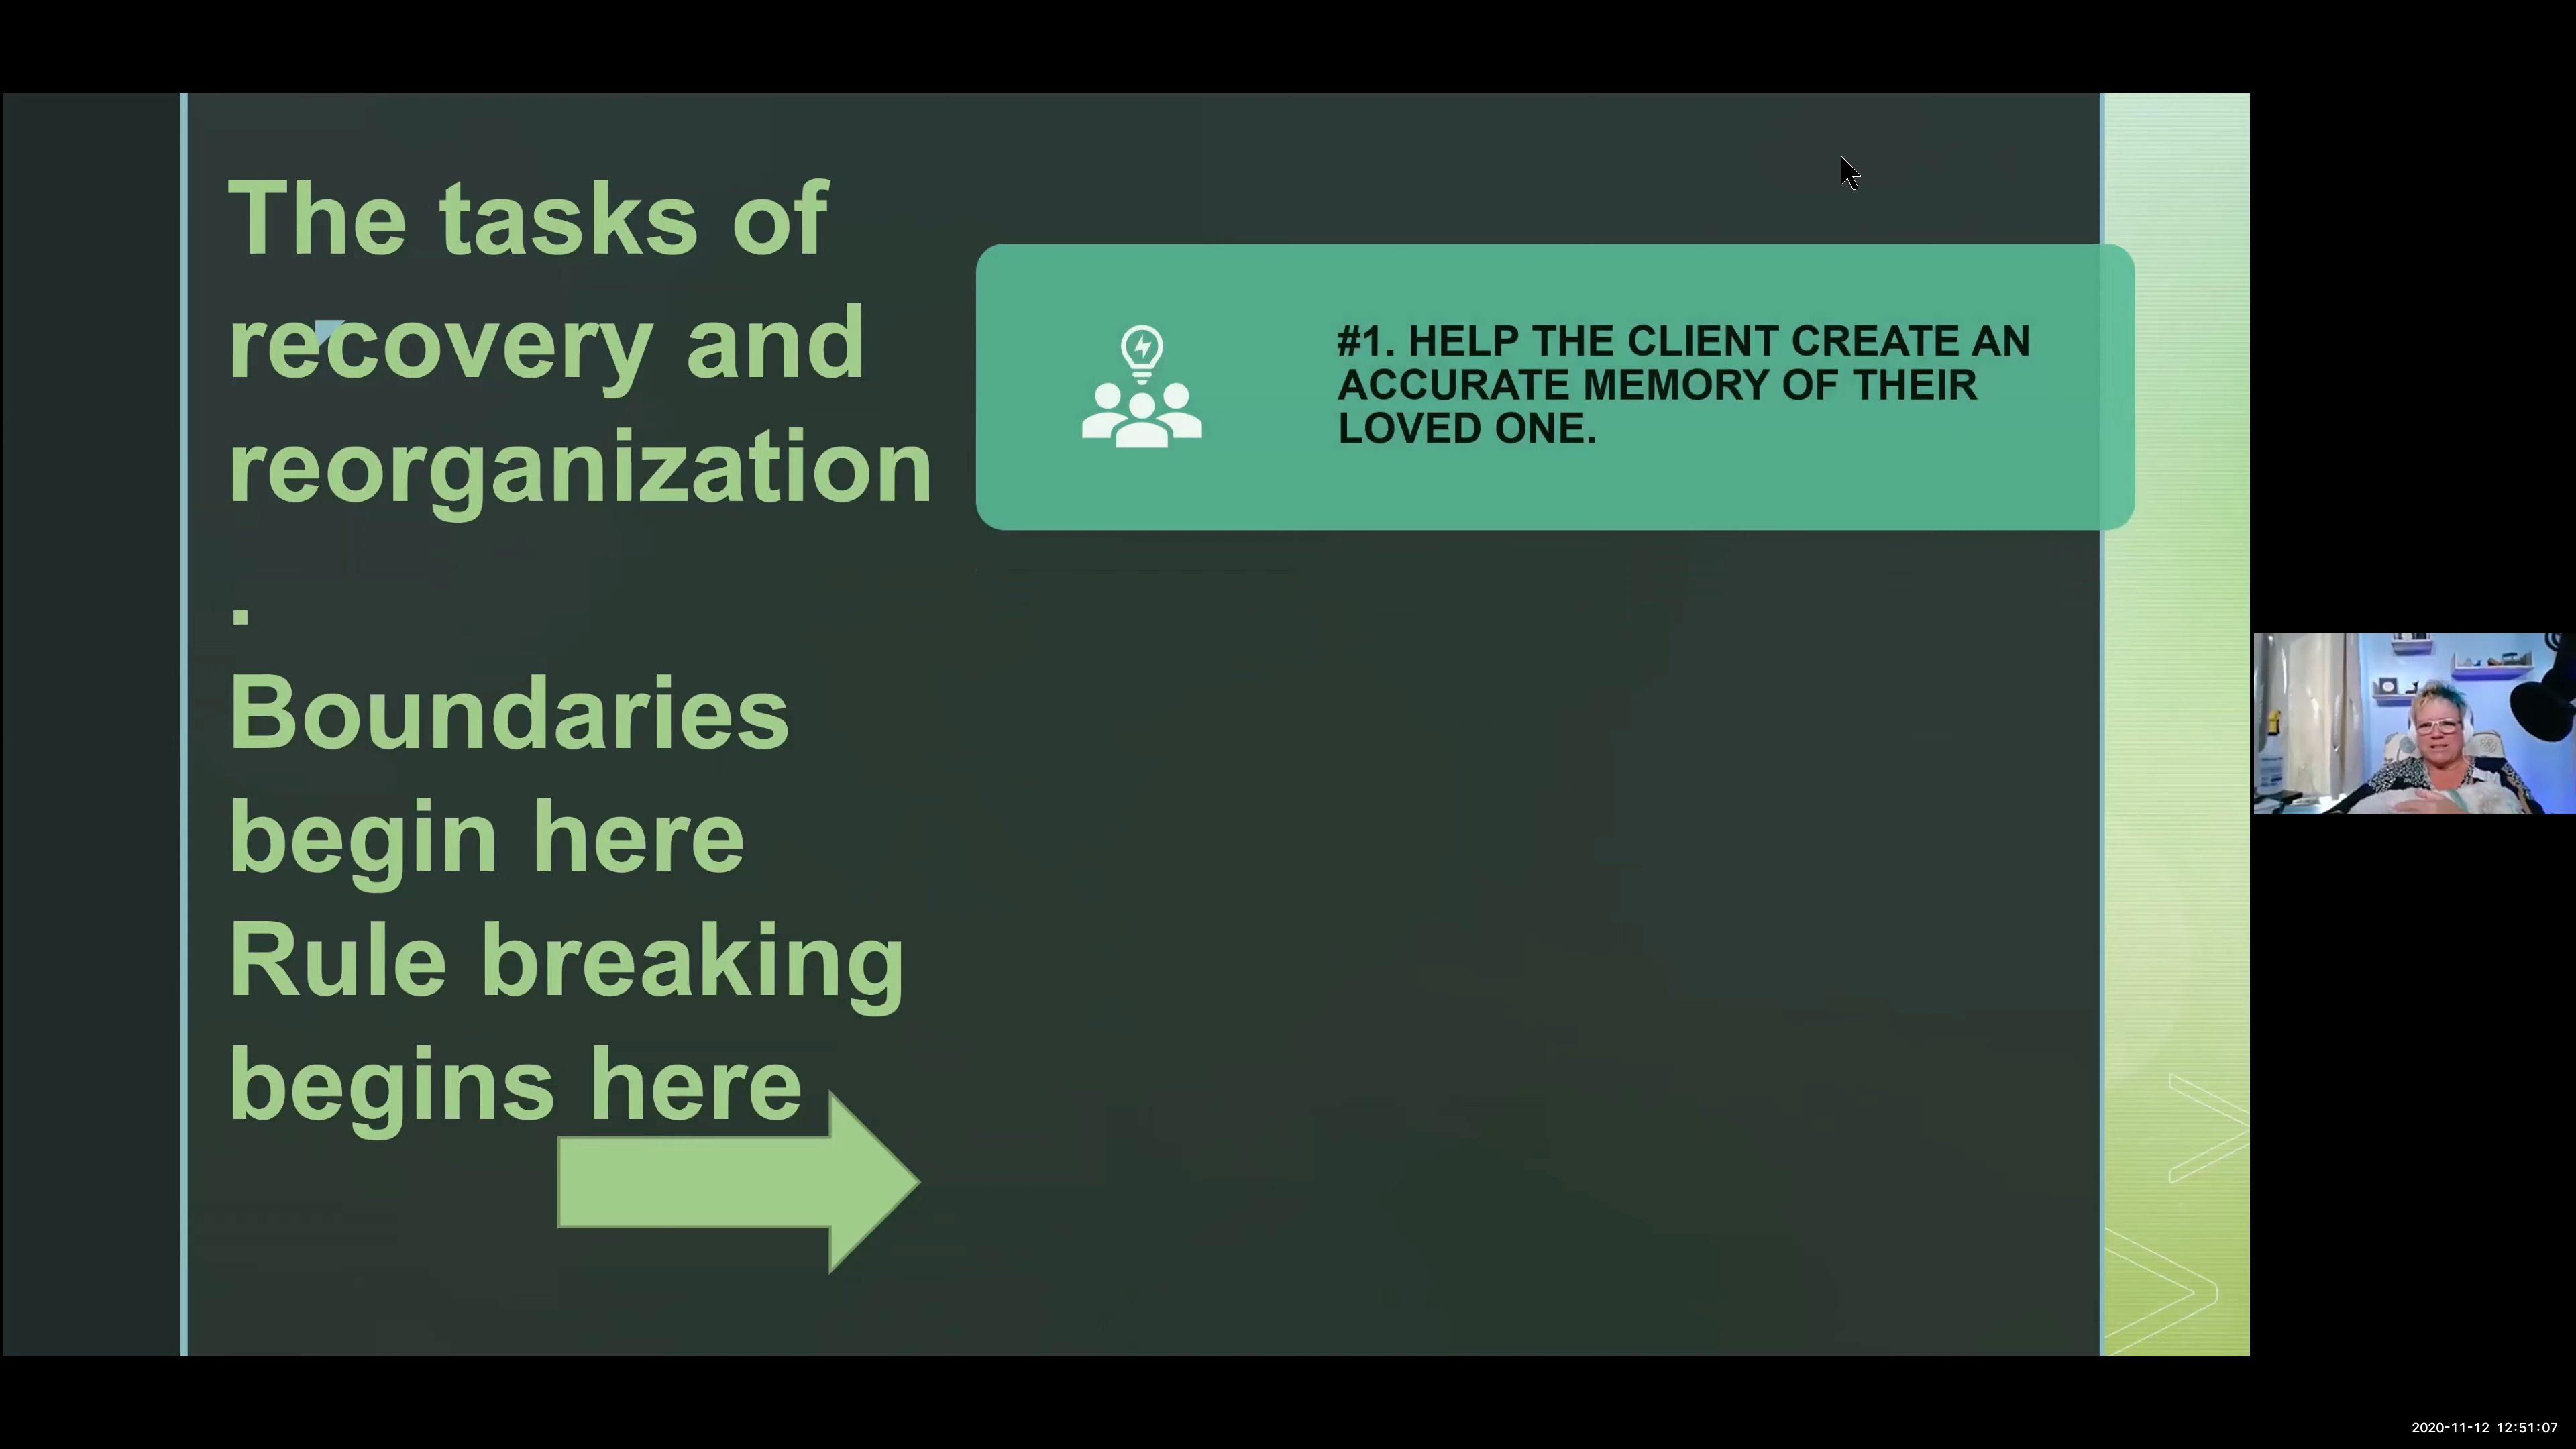 The tasks of
recovery and
reorganization
.
Boundaries
begin here
Rule breaking
begins here
#1. HELP THE CLIENT CREATE AN
ACCURATE MEMORY OF THEIR
LOVED ONE.
2020-11-12 12:51:07